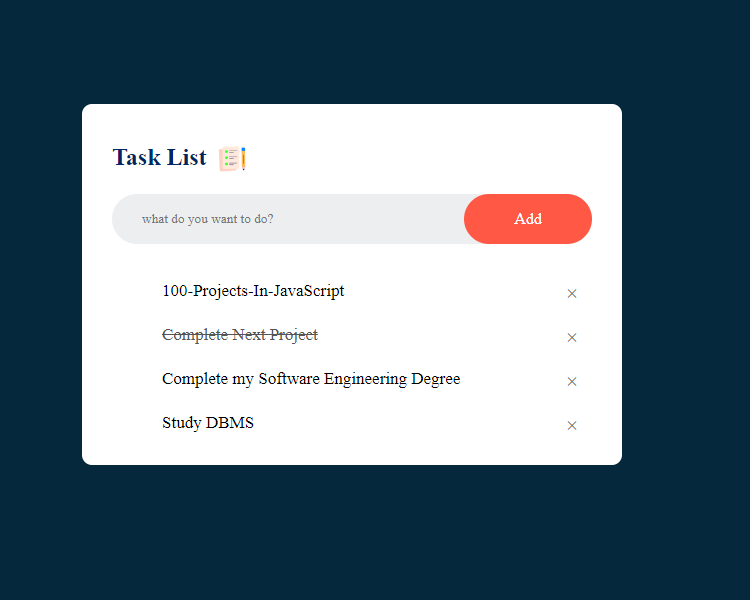 Task List
what do you want to do?
Add
100-Projects-In-JavaScript
×
Complete Next Project
×
Complete my Software Engineering Degree
×
Study DBMS
×